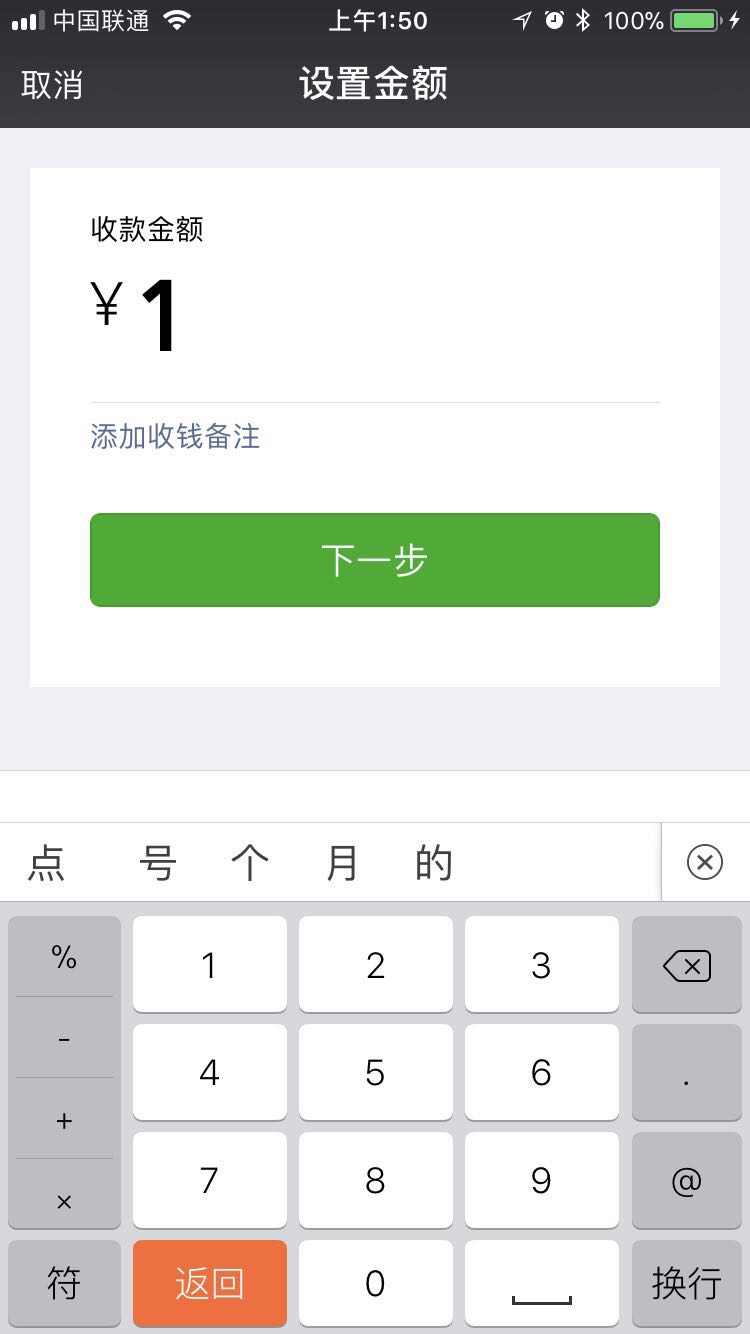 中国联通 上午1:50 100%
取消 设置金额
收款金额
¥1
添加收钱备注
下一步
点 号 个 月 的
% 1 2 3
- 4 5 6 .
+ 7 8 9 @
×
符 返回 0 换行